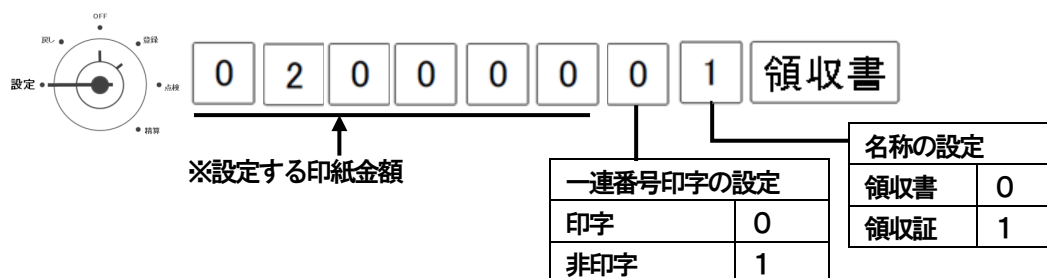 OFF
戻し
登録
設定
点検
精算
0 2 0 0 0 0 0 1 領収書
※設定する印紙金額
一連番号印字の設定
印字 0
非印字 1
名称の設定
領収書 0
領収証 1